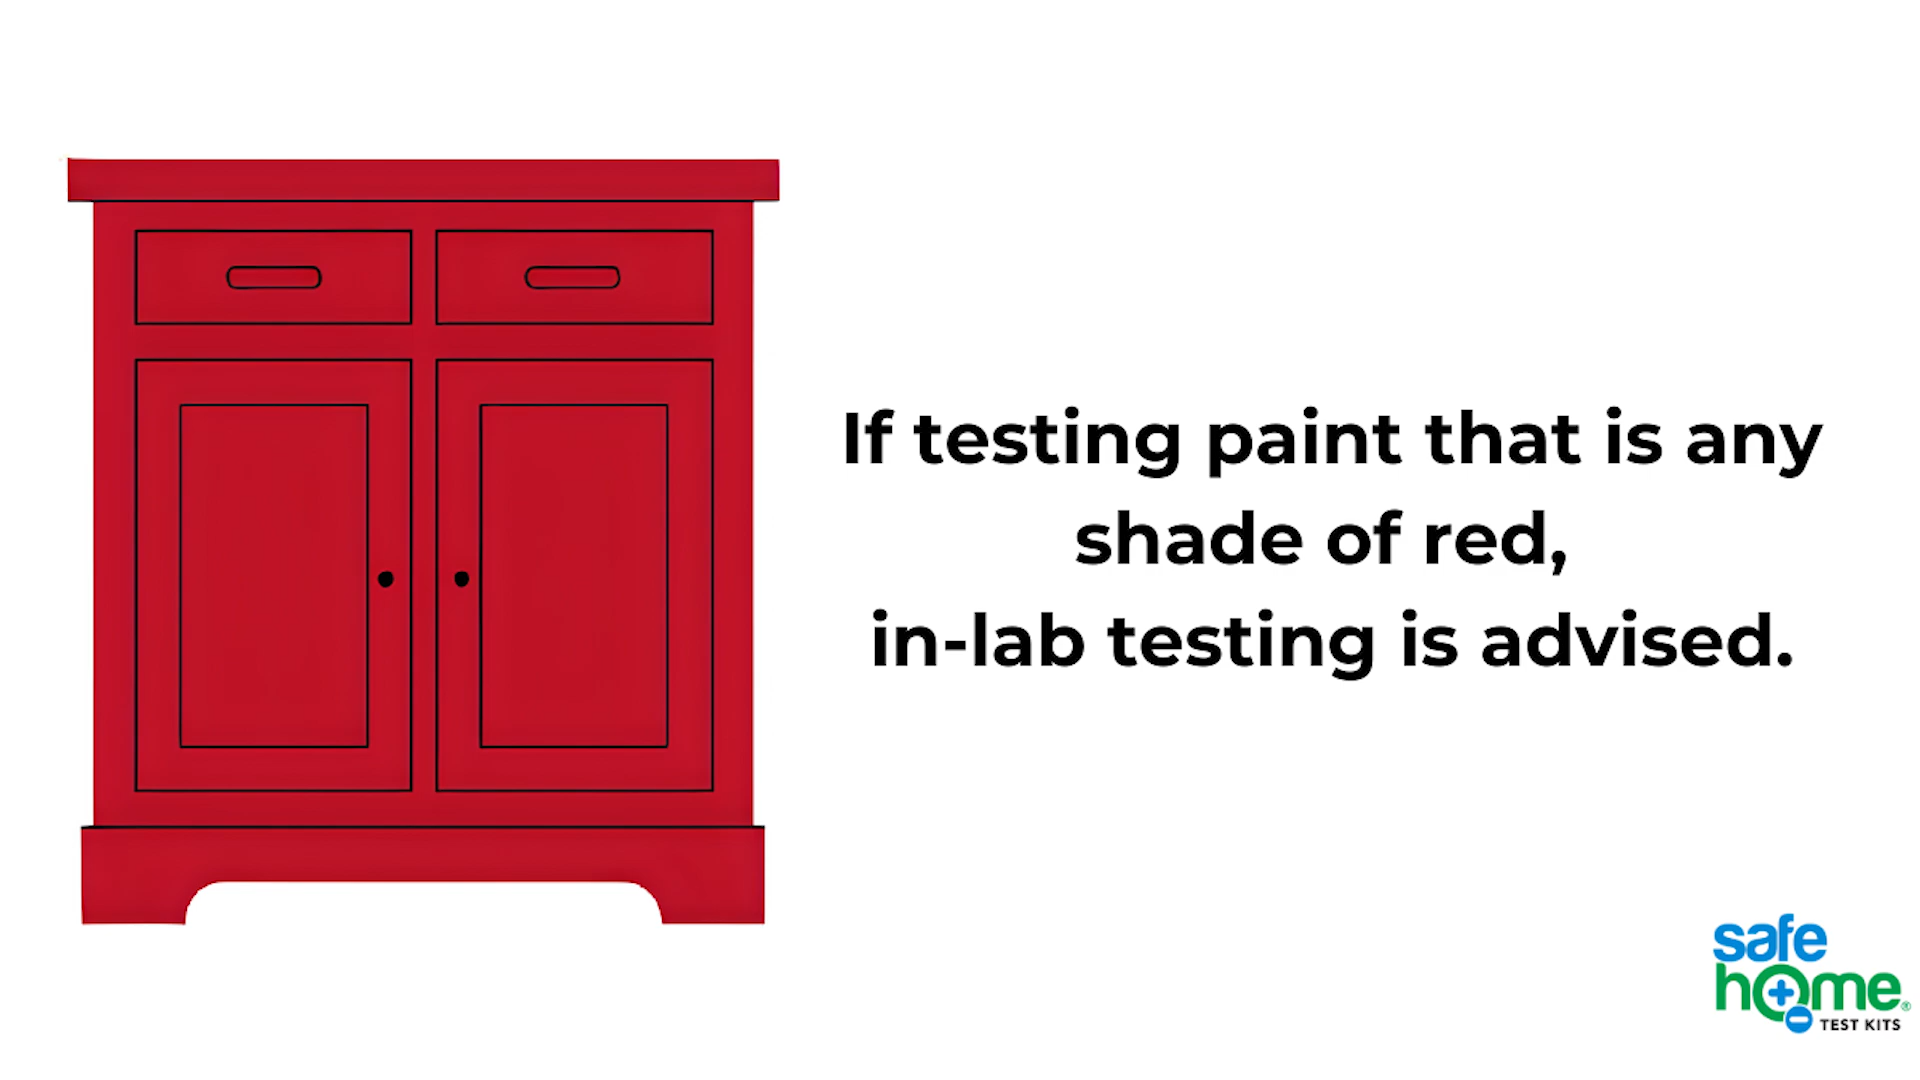 If testing paint that is any
shade of red,
in-lab testing is advised.
safe
home®
TEST KITS